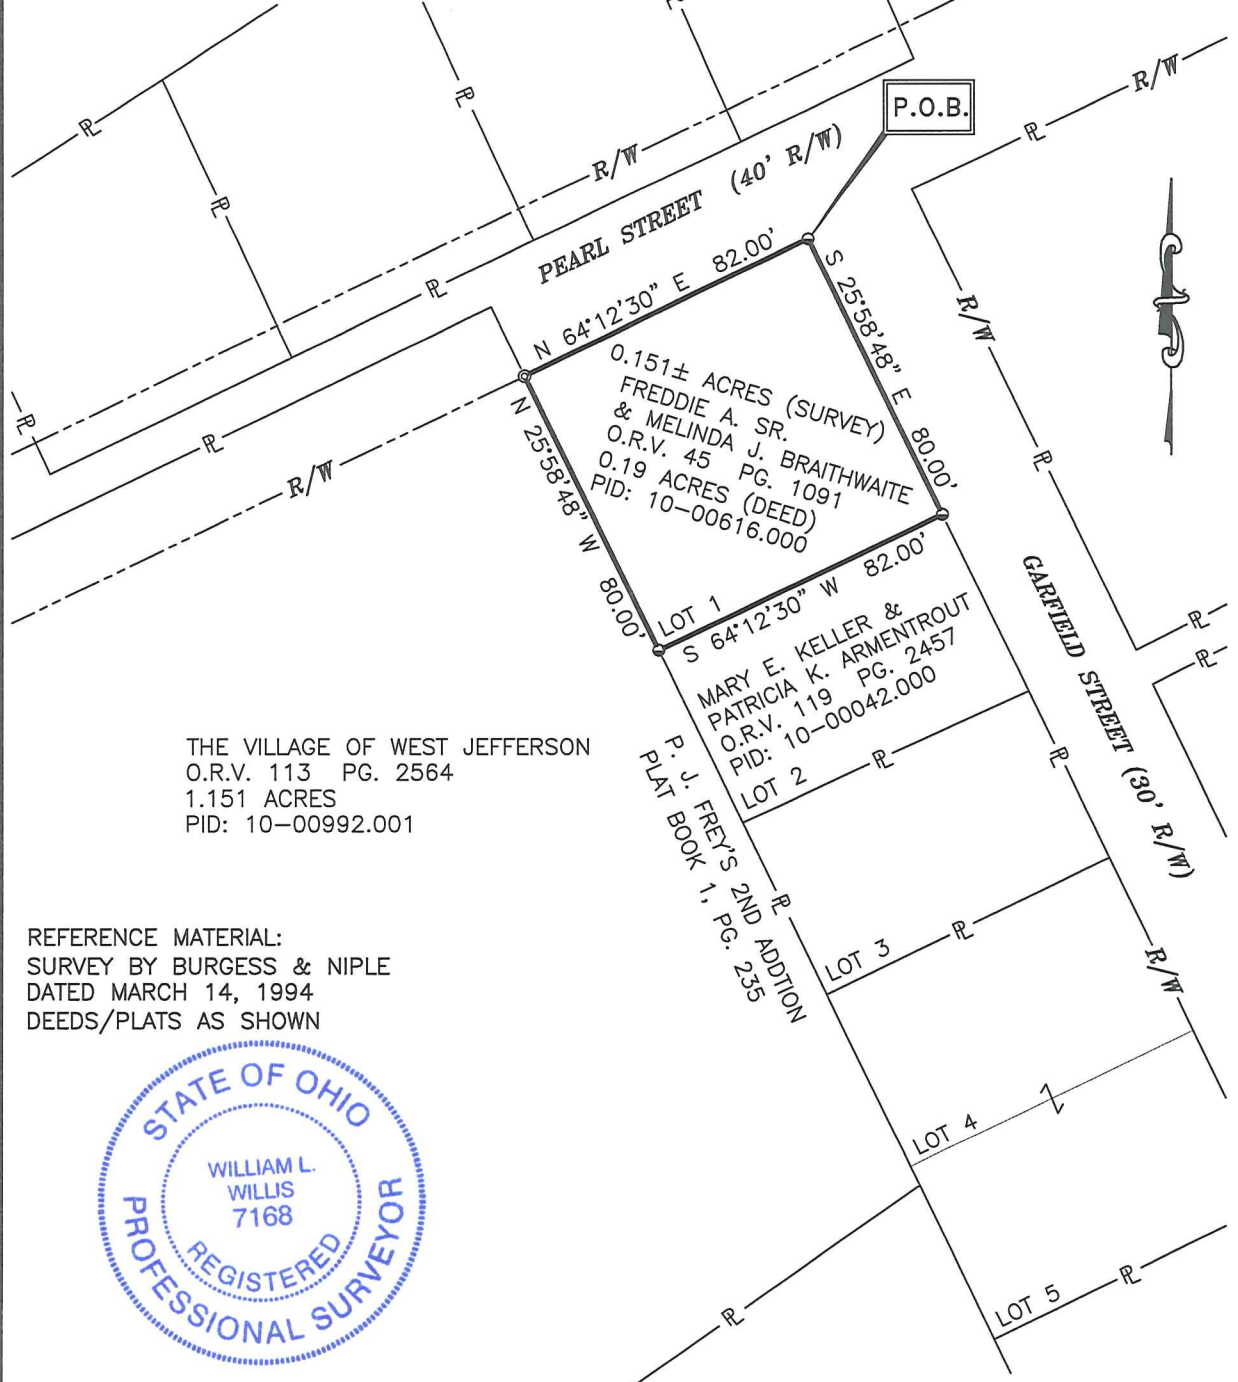 R/W
P.O.B.
R/W
PEARL STREET (40' R/W)
N 64°12'30" E 82.00'
S 25°58'48" E 80.00'
R/W
0.151± ACRES (SURVEY)
FREDDIE A. SR.
& MELINDA J. BRAITHWAITE
O.R.V. 45 PG. 1091
0.19 ACRES (DEED)
PID: 10-00616.000
N 25°58'48" W 80.00'
R/W
LOT 1
S 64°12'30" W 82.00'
GARFIELD STREET (30' R/W)
MARY E. KELLER &
PATRICIA K. ARMENTROUT
O.R.V. 119 PG. 2457
PID: 10-00042.000
LOT 2
THE VILLAGE OF WEST JEFFERSON
O.R.V. 113 PG. 2564
1.151 ACRES
PID: 10-00992.001
P. J. FREY'S 2ND ADDTION
PLAT BOOK 1, PG. 235
LOT 3
R/W
REFERENCE MATERIAL:
SURVEY BY BURGESS & NIPLE
DATED MARCH 14, 1994
DEEDS/PLATS AS SHOWN
LOT 4
LOT 5
STATE OF OHIO
WILLIAM L.
WILLIS
7168
REGISTERED
PROFESSIONAL SURVEYOR